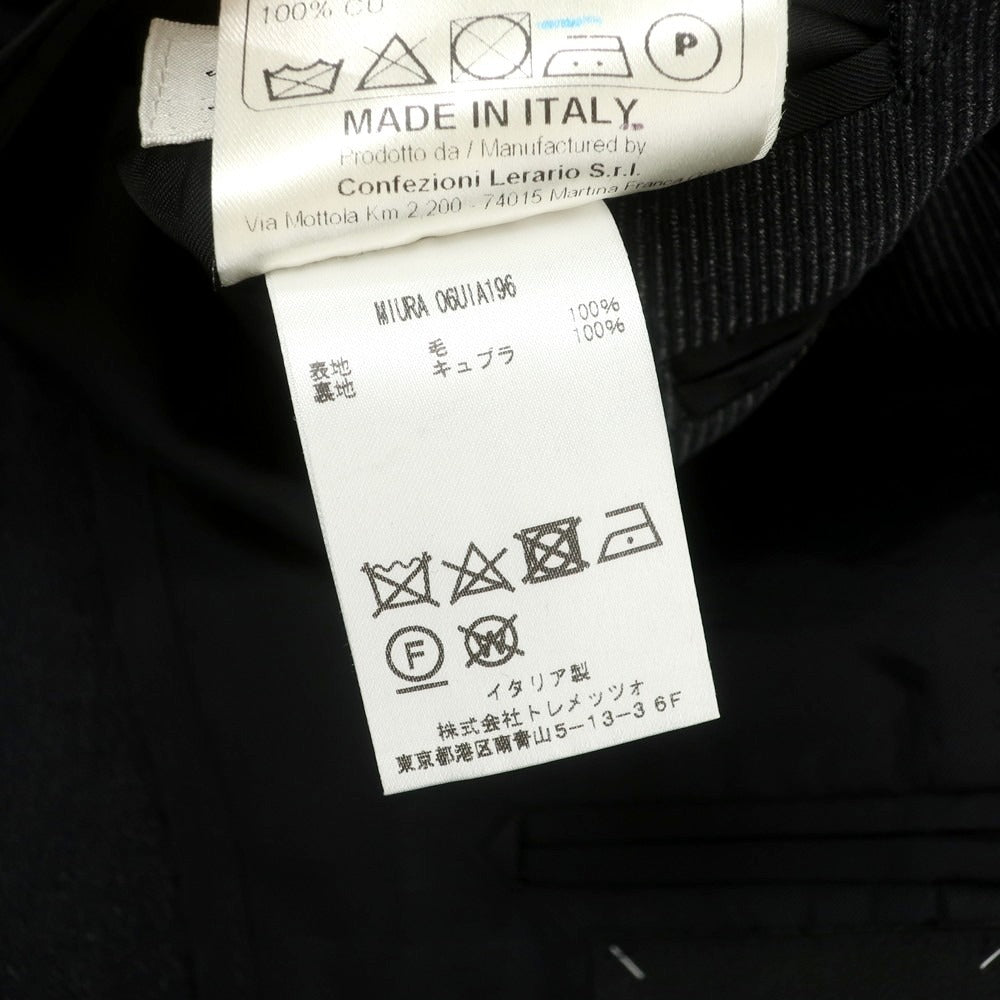 100% CU
P
MADE IN ITALY
Prodotto da / Manufactured by
Confezioni Lerario S.r.l.
Via Mottola Km 2,200 - 74015 Martina Franca
MIURA 06UIA196
表地 毛 100%
裏地 キュプラ 100%
F W
イタリア製
株式会社トレメッツォ
東京都港区南青山5-13-3 6F